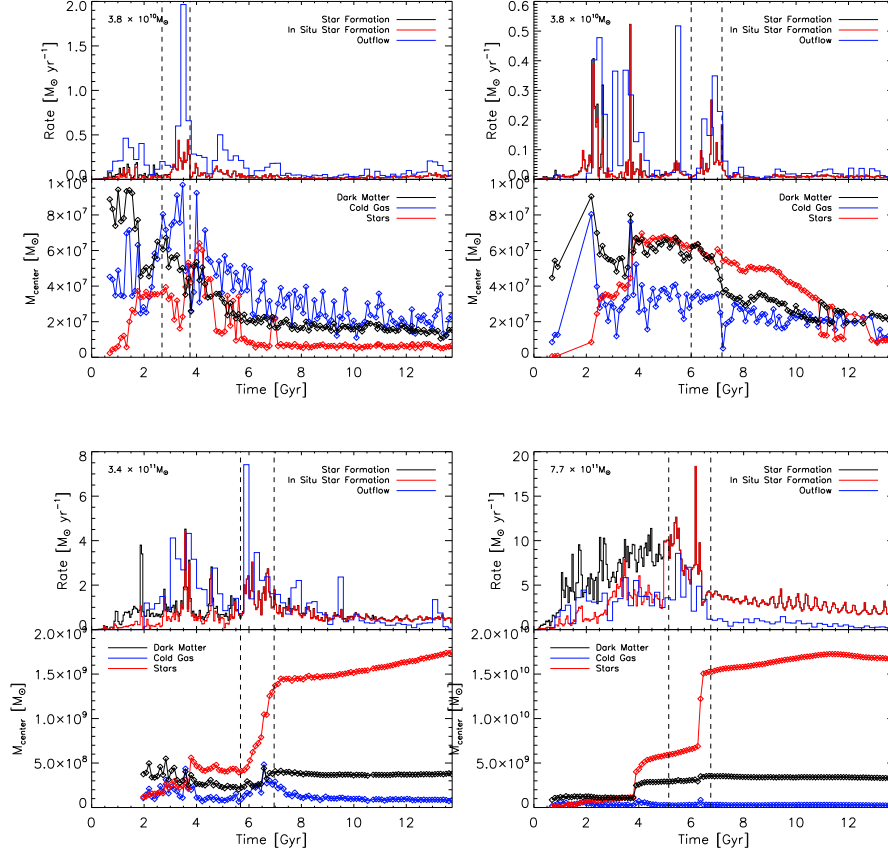 3.8 × 10¹⁰M⊙
Star Formation
In Situ Star Formation
Outflow
Rate [M⊙ yr⁻¹]
2.0
1.5
1.0
0.5
0.0
Dark Matter
Cold Gas
Stars
M_center [M⊙]
1×10⁸
8×10⁷
6×10⁷
4×10⁷
2×10⁷
0
0 2 4 6 8 10 12
Time [Gyr]
3.8 × 10¹⁰M⊙
Star Formation
In Situ Star Formation
Outflow
Rate [M⊙ yr⁻¹]
0.6
0.5
0.4
0.3
0.2
0.1
0.0
Dark Matter
Cold Gas
Stars
M_center [M⊙]
1×10⁸
8×10⁷
6×10⁷
4×10⁷
2×10⁷
0
0 2 4 6 8 10 12
Time [Gyr]
3.4 × 10¹¹M⊙
Star Formation
In Situ Star Formation
Outflow
Rate [M⊙ yr⁻¹]
8
6
4
2
0
Dark Matter
Cold Gas
Stars
M_center [M⊙]
2.0×10⁹
1.5×10⁹
1.0×10⁹
5.0×10⁸
0
0 2 4 6 8 10 12
Time [Gyr]
7.7 × 10¹¹M⊙
Star Formation
In Situ Star Formation
Outflow
Rate [M⊙ yr⁻¹]
20
15
10
5
0
Dark Matter
Cold Gas
Stars
M_center [M⊙]
2.0×10¹⁰
1.5×10¹⁰
1.0×10¹⁰
5.0×10⁹
0
0 2 4 6 8 10 12
Time [Gyr]